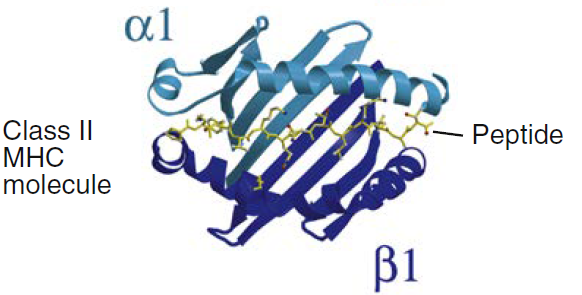 α1
Class II
MHC
molecule
Peptide
β1